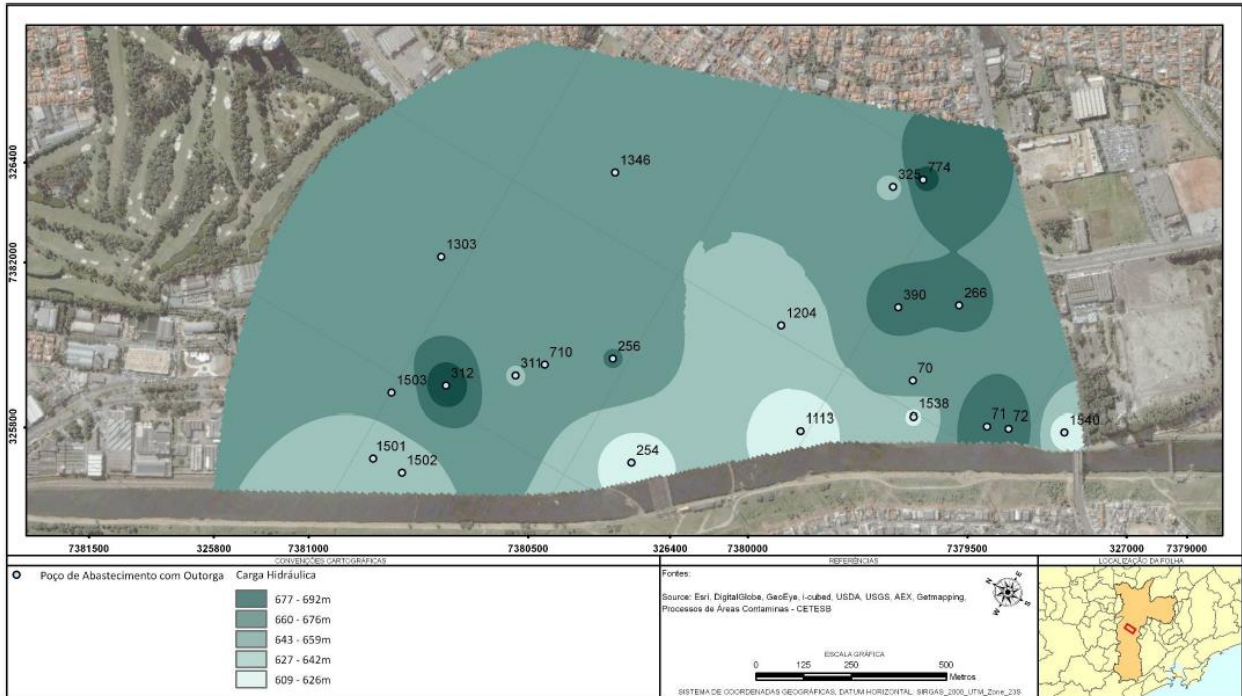 1346
325
774
1303
390
266
1204
256
710
311
312
70
1503
1538
71
72
1540
1113
1501
254
1502
326400
7382000
325800
7381500
325800
7381000
7380500
326400
7380000
7379500
327000
7379000
CONVENÇÕES CARTOGRÁFICAS
REFERÊNCIAS
LOCALIZAÇÃO DA FOLHA
Poço de Abastecimento com Outorga
Carga Hidráulica
677 - 692m
660 - 676m
643 - 659m
627 - 642m
609 - 626m
Fontes:
Source: Esri, DigitalGlobe, GeoEye, i-cubed, USDA, USGS, AEX, Getmapping,
Processos de Áreas Contaminas - CETESB
N
E
W
S
ESCALA GRÁFICA
0 125 250 500
Metros
SISTEMA DE COORDENADAS GEOGRÁFICAS, DATUM HORIZONTAL SIRGAS_2000_UTM_Zone_23S